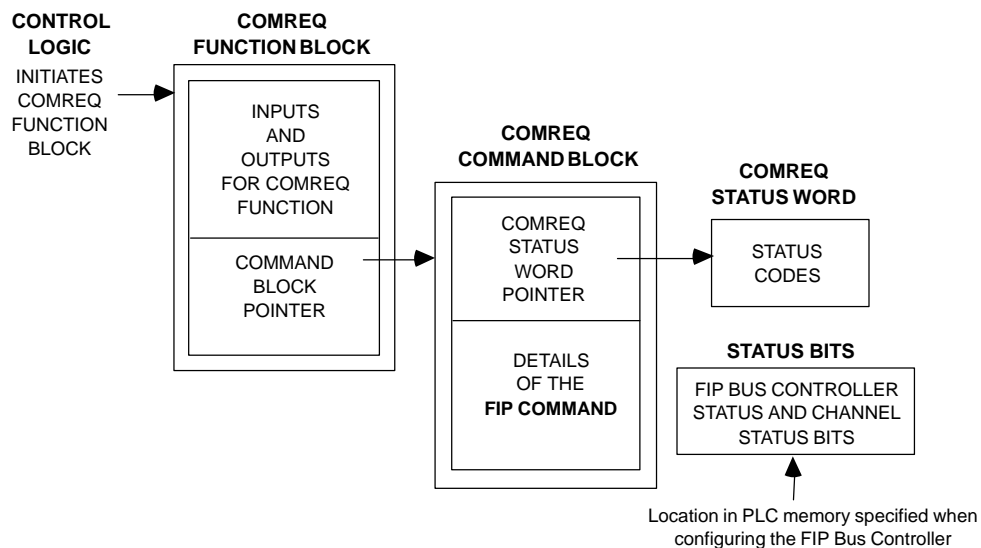 CONTROL
LOGIC
INITIATES
COMREQ
FUNCTION
BLOCK
COMREQ
FUNCTION BLOCK
INPUTS
AND
OUTPUTS
FOR COMREQ
FUNCTION
COMMAND
BLOCK
POINTER
COMREQ
COMMAND BLOCK
COMREQ
STATUS
WORD
POINTER
DETAILS
OF THE
FIP COMMAND
COMREQ
STATUS WORD
STATUS
CODES
STATUS BITS
FIP BUS CONTROLLER
STATUS AND CHANNEL
STATUS BITS
Location in PLC memory specified when
configuring the FIP Bus Controller